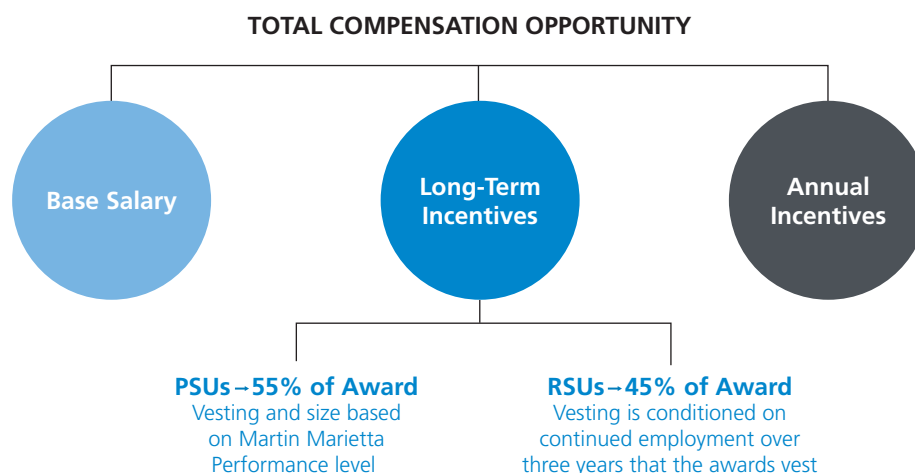 TOTAL COMPENSATION OPPORTUNITY
Base Salary
Long-Term
Incentives
Annual
Incentives
PSUs→55% of Award
Vesting and size based
on Martin Marietta
Performance level
RSUs→45% of Award
Vesting is conditioned on
continued employment over
three years that the awards vest